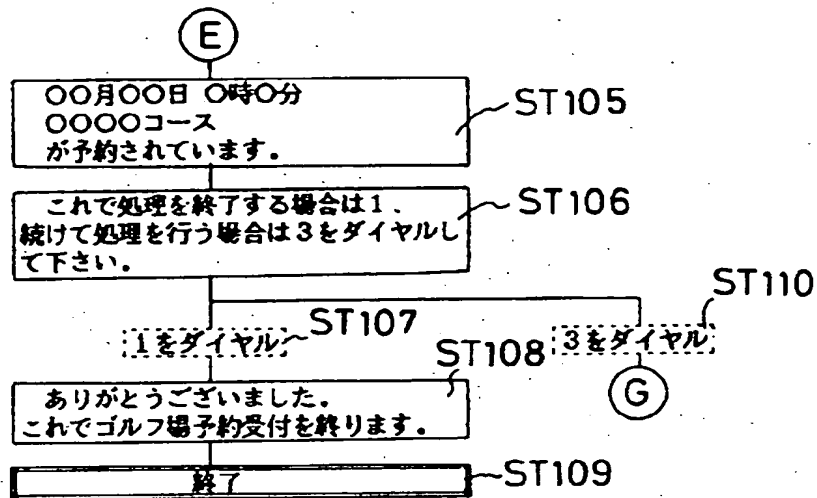 E
○○月○○日 ○時○分
○○○○コース
が予約されています。
ST105
これで処理を終了する場合は1、
続けて処理を行う場合は3をダイヤルし
て下さい。
ST106
1をダイヤル
ST107
3をダイヤル
ST110
G
ありがとうございました。
これでゴルフ場予約受付を終ります。
ST108
終了
ST109